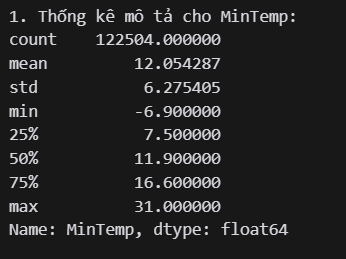 1. Thống kê mô tả cho MinTemp:
count    122504.000000
mean         12.054287
std           6.275405
min          -6.900000
25%           7.500000
50%          11.900000
75%          16.600000
max          31.000000
Name: MinTemp, dtype: float64